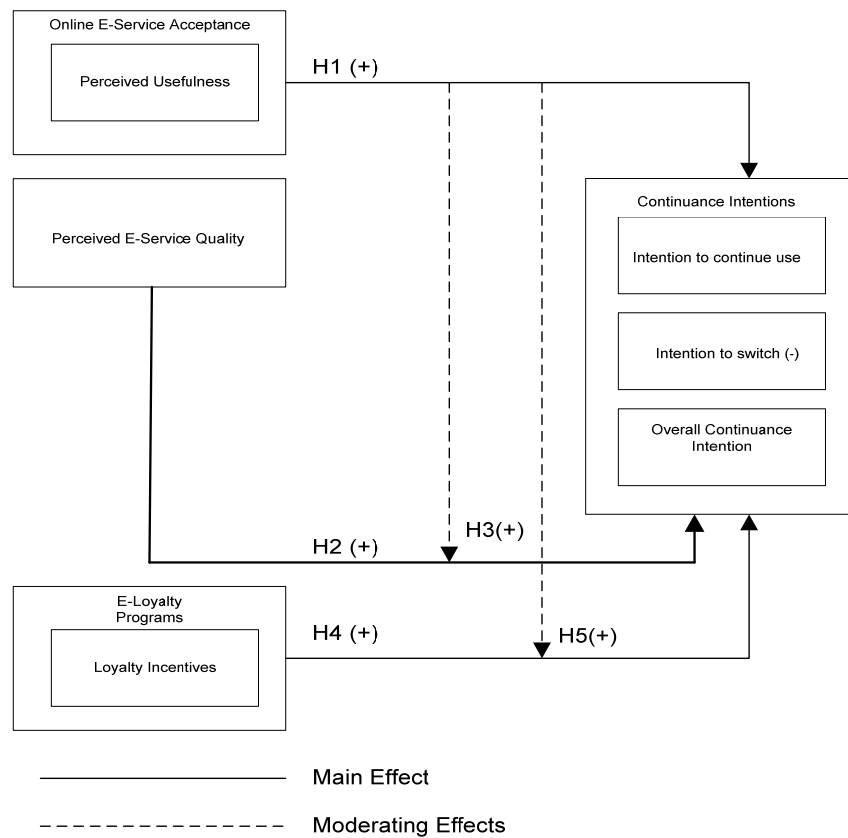 Online E-Service Acceptance
Perceived Usefulness
H1 (+)
Perceived E-Service Quality
Continuance Intentions
Intention to continue use
Intention to switch (-)
Overall Continuance
Intention
H3(+)
H2 (+)
E-Loyalty
Programs
Loyalty Incentives
H4 (+)
H5(+)
Main Effect
Moderating Effects